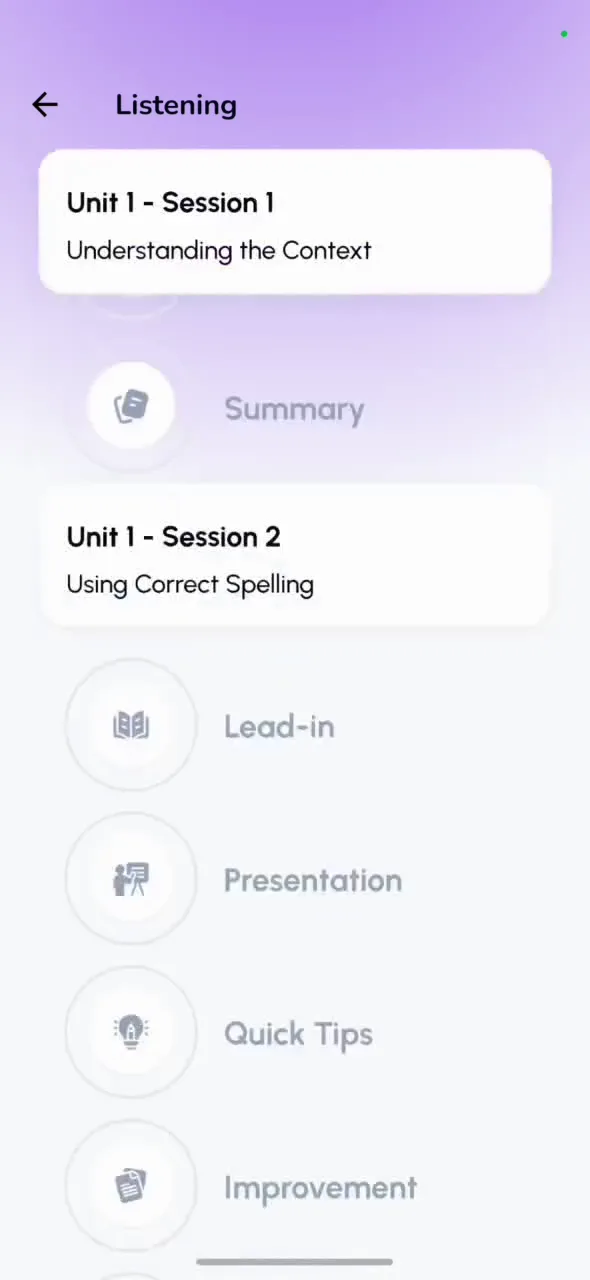 Listening
Unit 1 - Session 1
Understanding the Context
Summary
Unit 1 - Session 2
Using Correct Spelling
Lead-in
Presentation
Quick Tips
Improvement